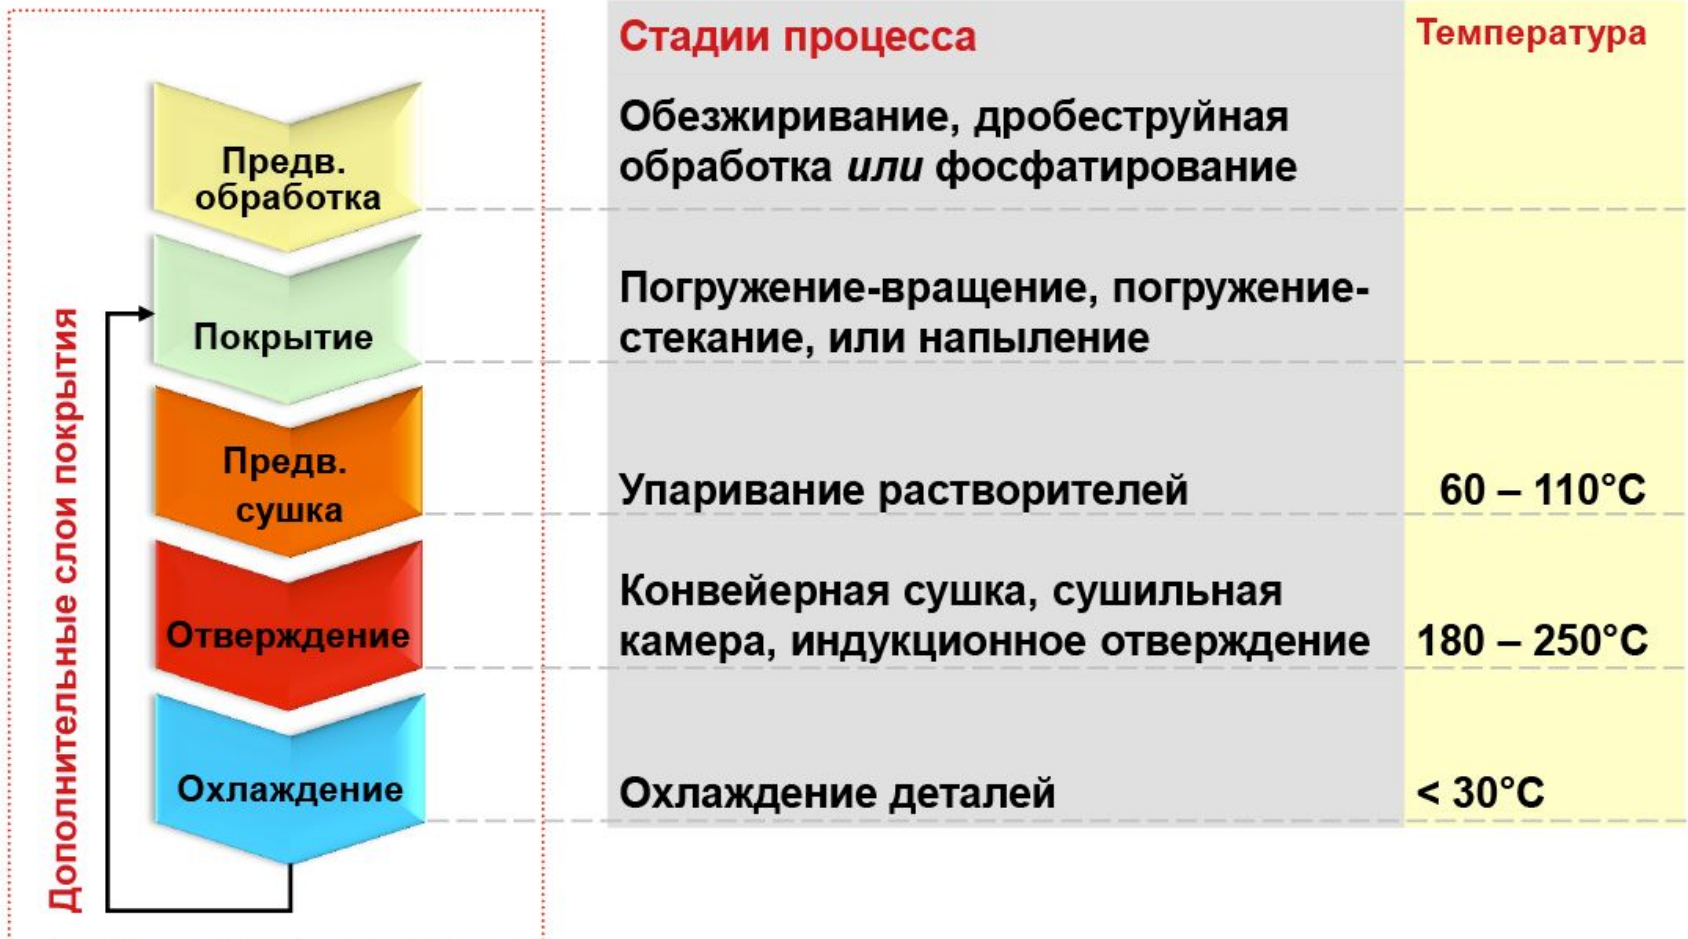 Стадии процесса
Температура
Предв.
обработка
Обезжиривание, дробеструйная
обработка или фосфатирование
Покрытие
Погружение-вращение, погружение-
стекание, или напыление
Предв.
сушка
Упаривание растворителей
60 – 110°C
Отверждение
Конвейерная сушка, сушильная
камера, индукционное отверждение
180 – 250°C
Охлаждение
Охлаждение деталей
< 30°C
Дополнительные слои покрытия